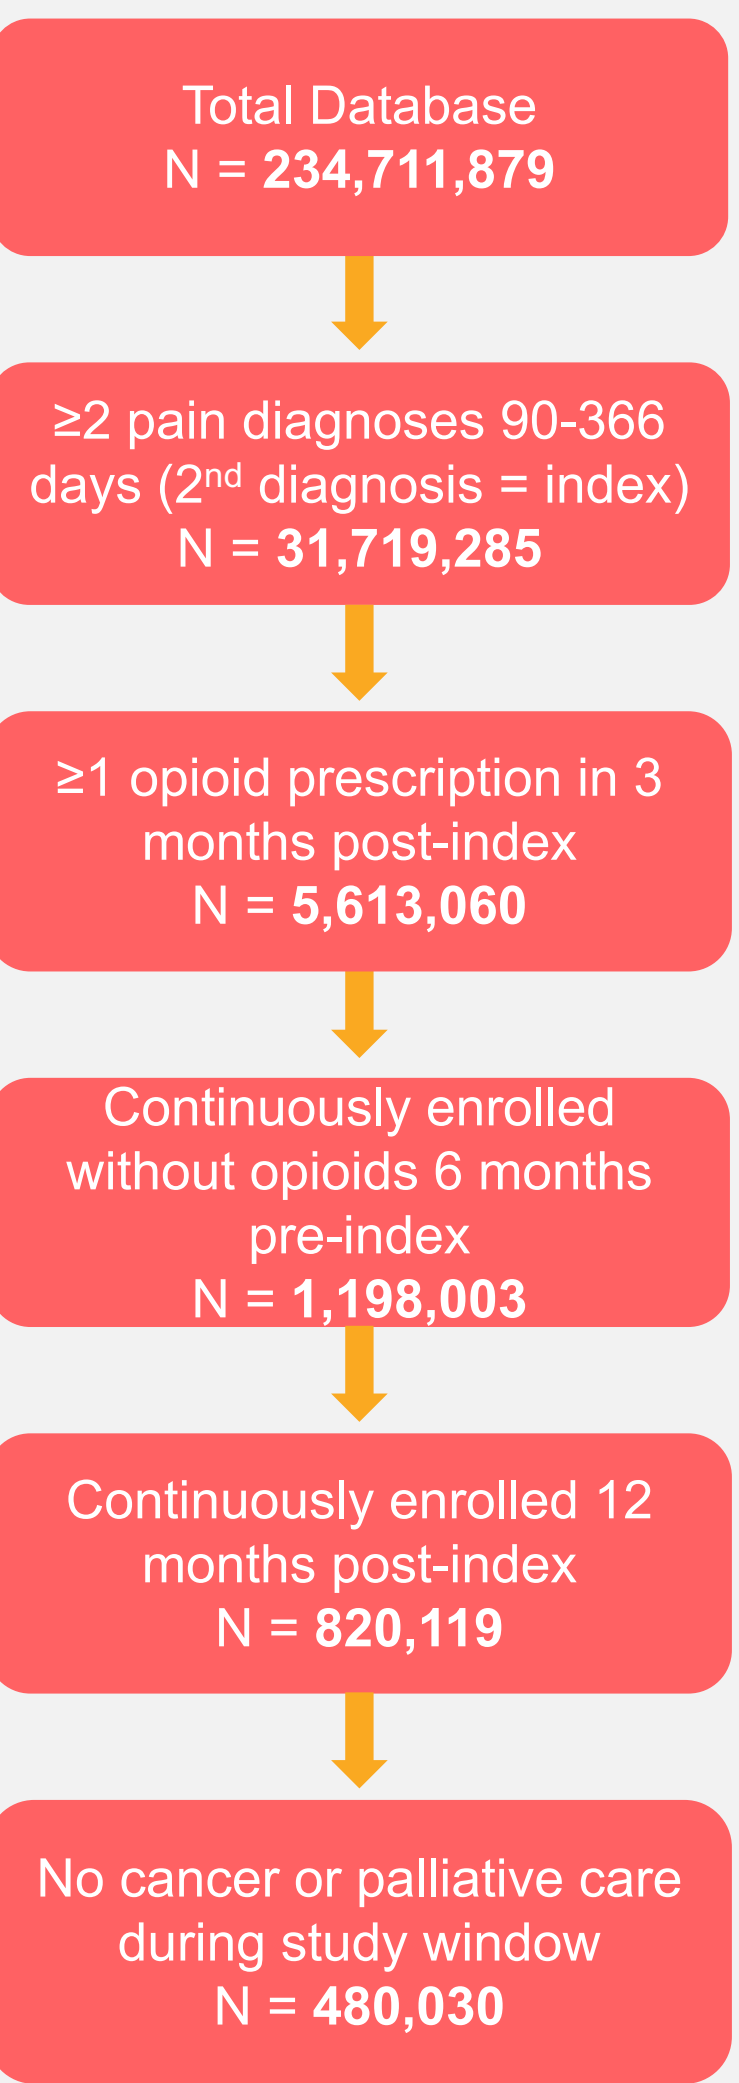 Total Database
N = 234,711,879
≥2 pain diagnoses 90-366
days (2nd diagnosis = index)
N = 31,719,285
≥1 opioid prescription in 3
months post-index
N = 5,613,060
Continuously enrolled
without opioids 6 months
pre-index
N = 1,198,003
Continuously enrolled 12
months post-index
N = 820,119
No cancer or palliative care
during study window
N = 480,030